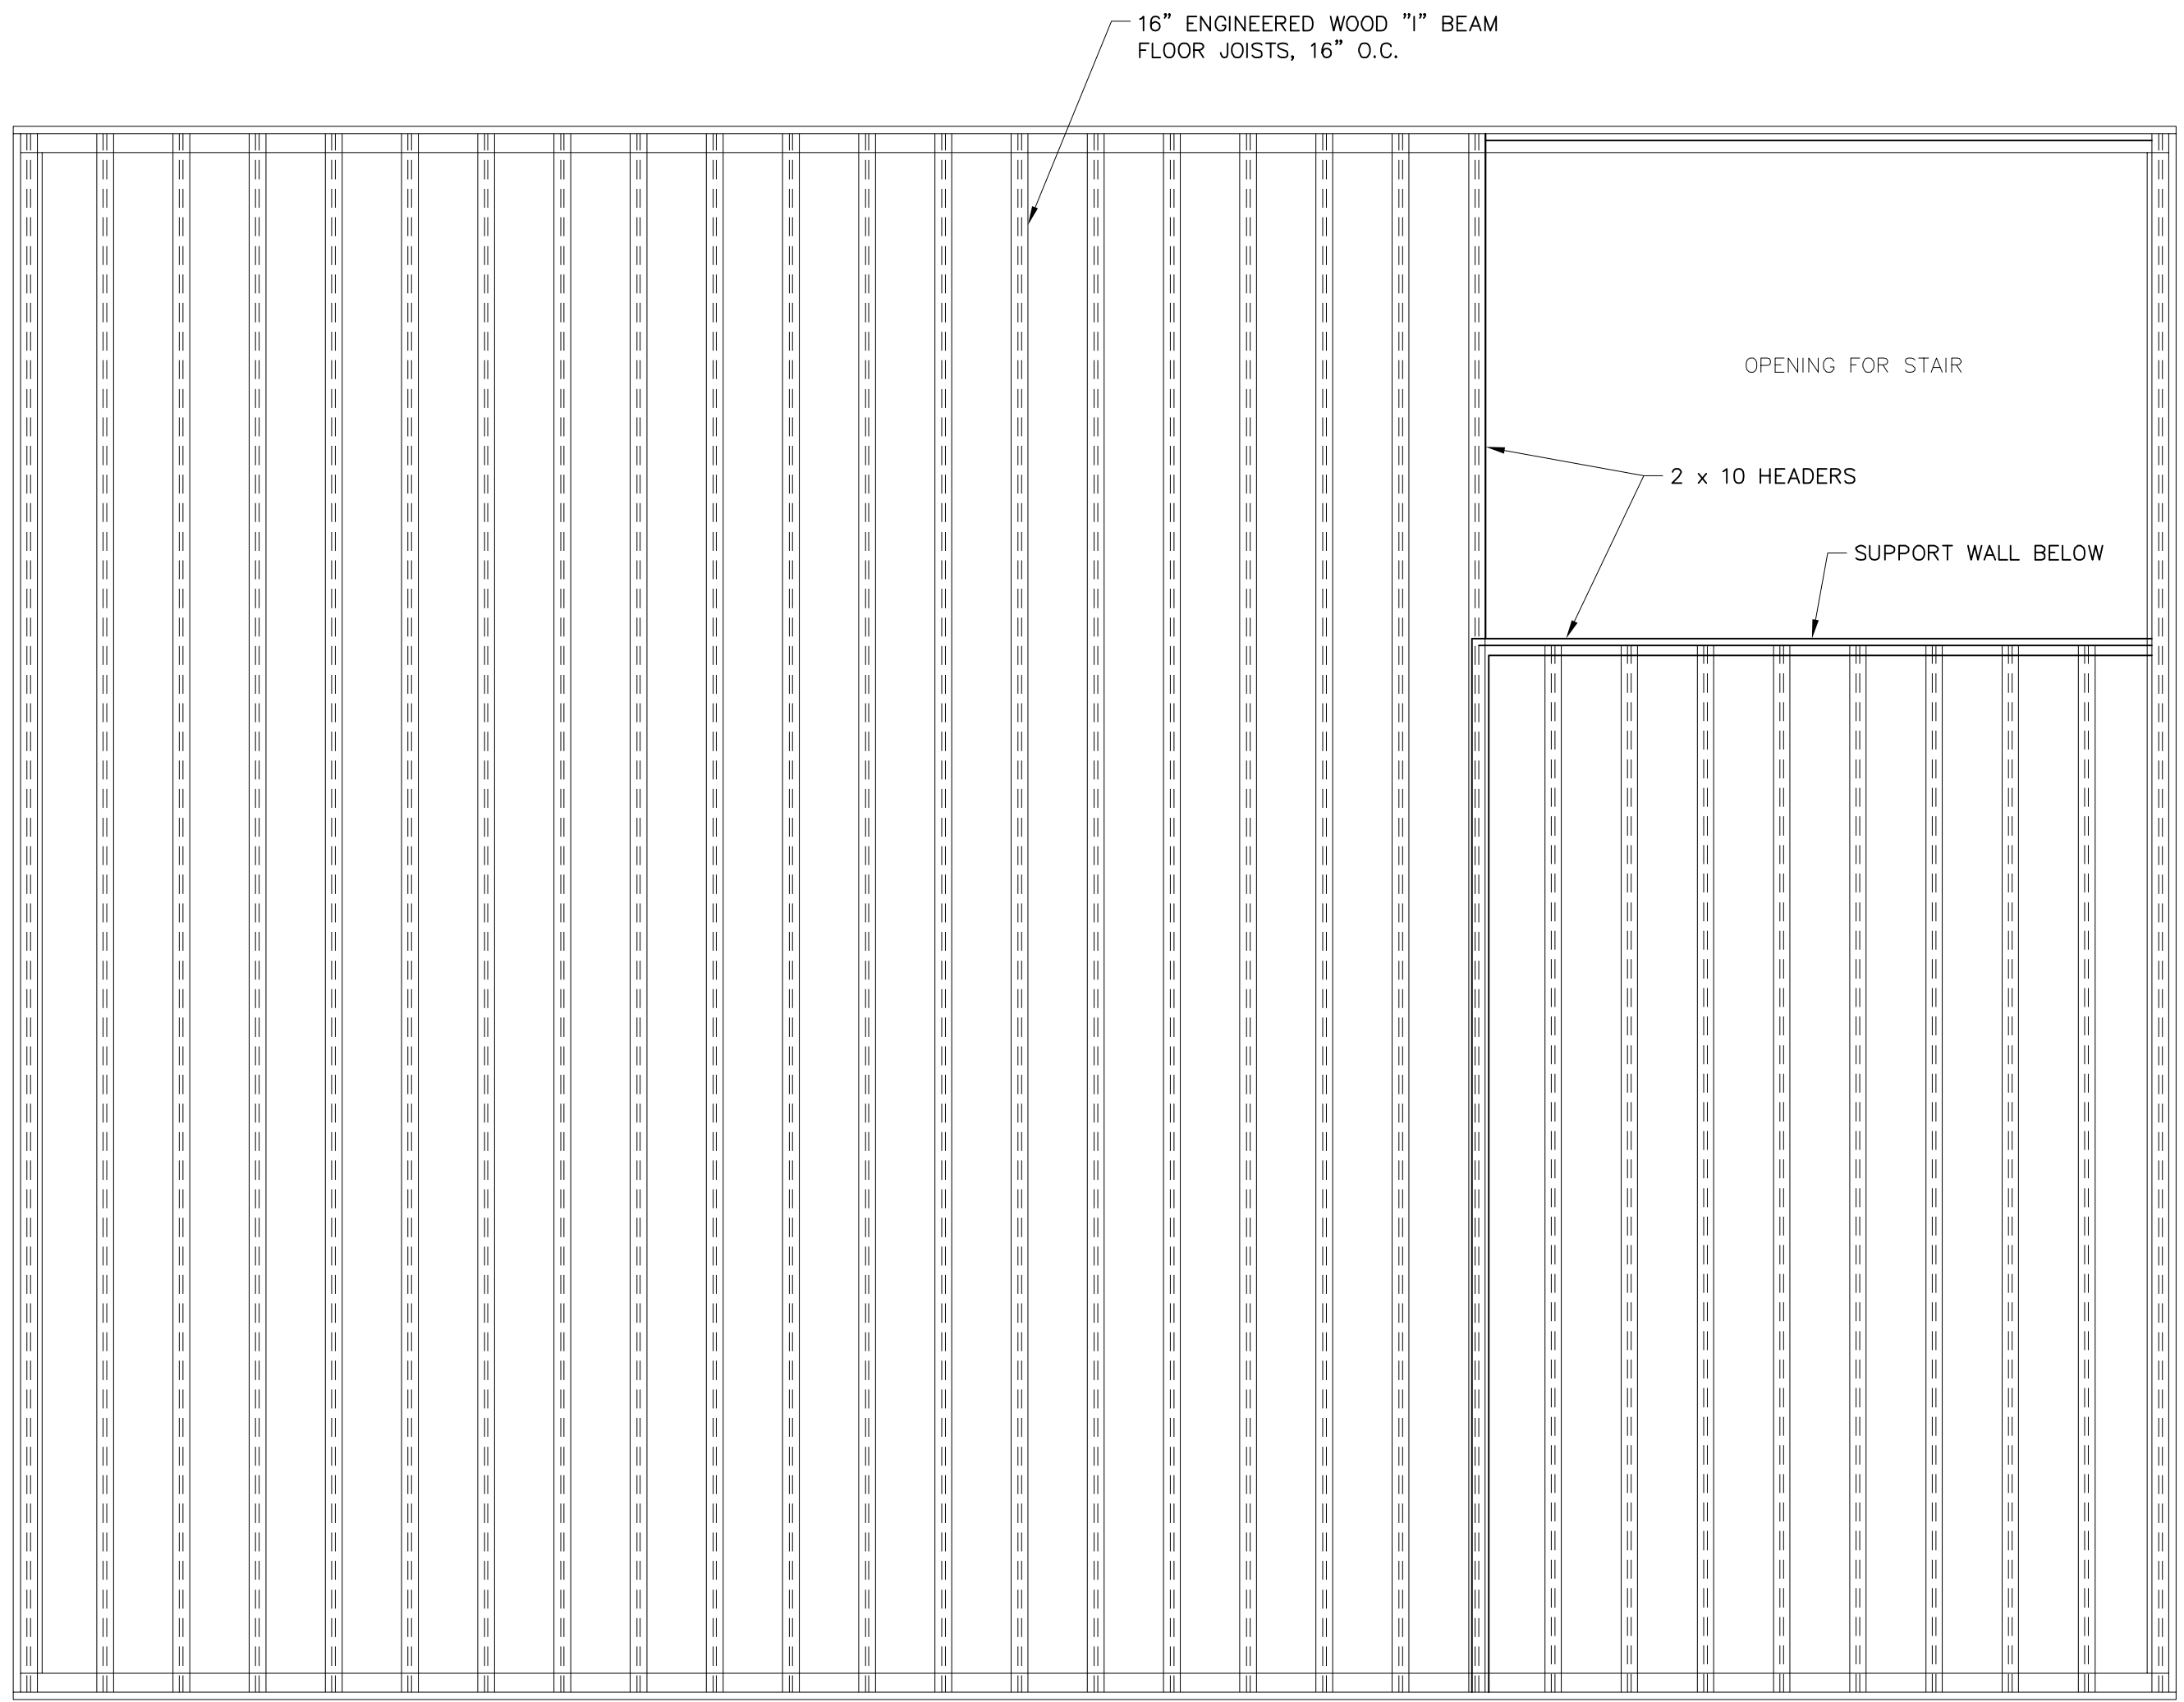 16” ENGINEERED WOOD ”I” BEAM
FLOOR JOISTS, 16” O.C.
OPENING FOR STAIR
2 x 10 HEADERS
SUPPORT WALL BELOW